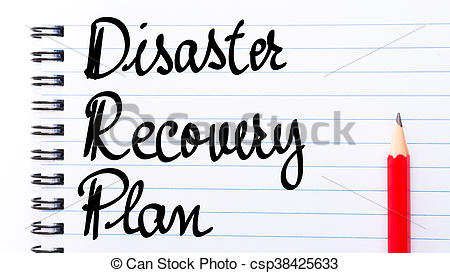 Disaster
Recovery
Plan
© Can Stock Photo - csp38425633